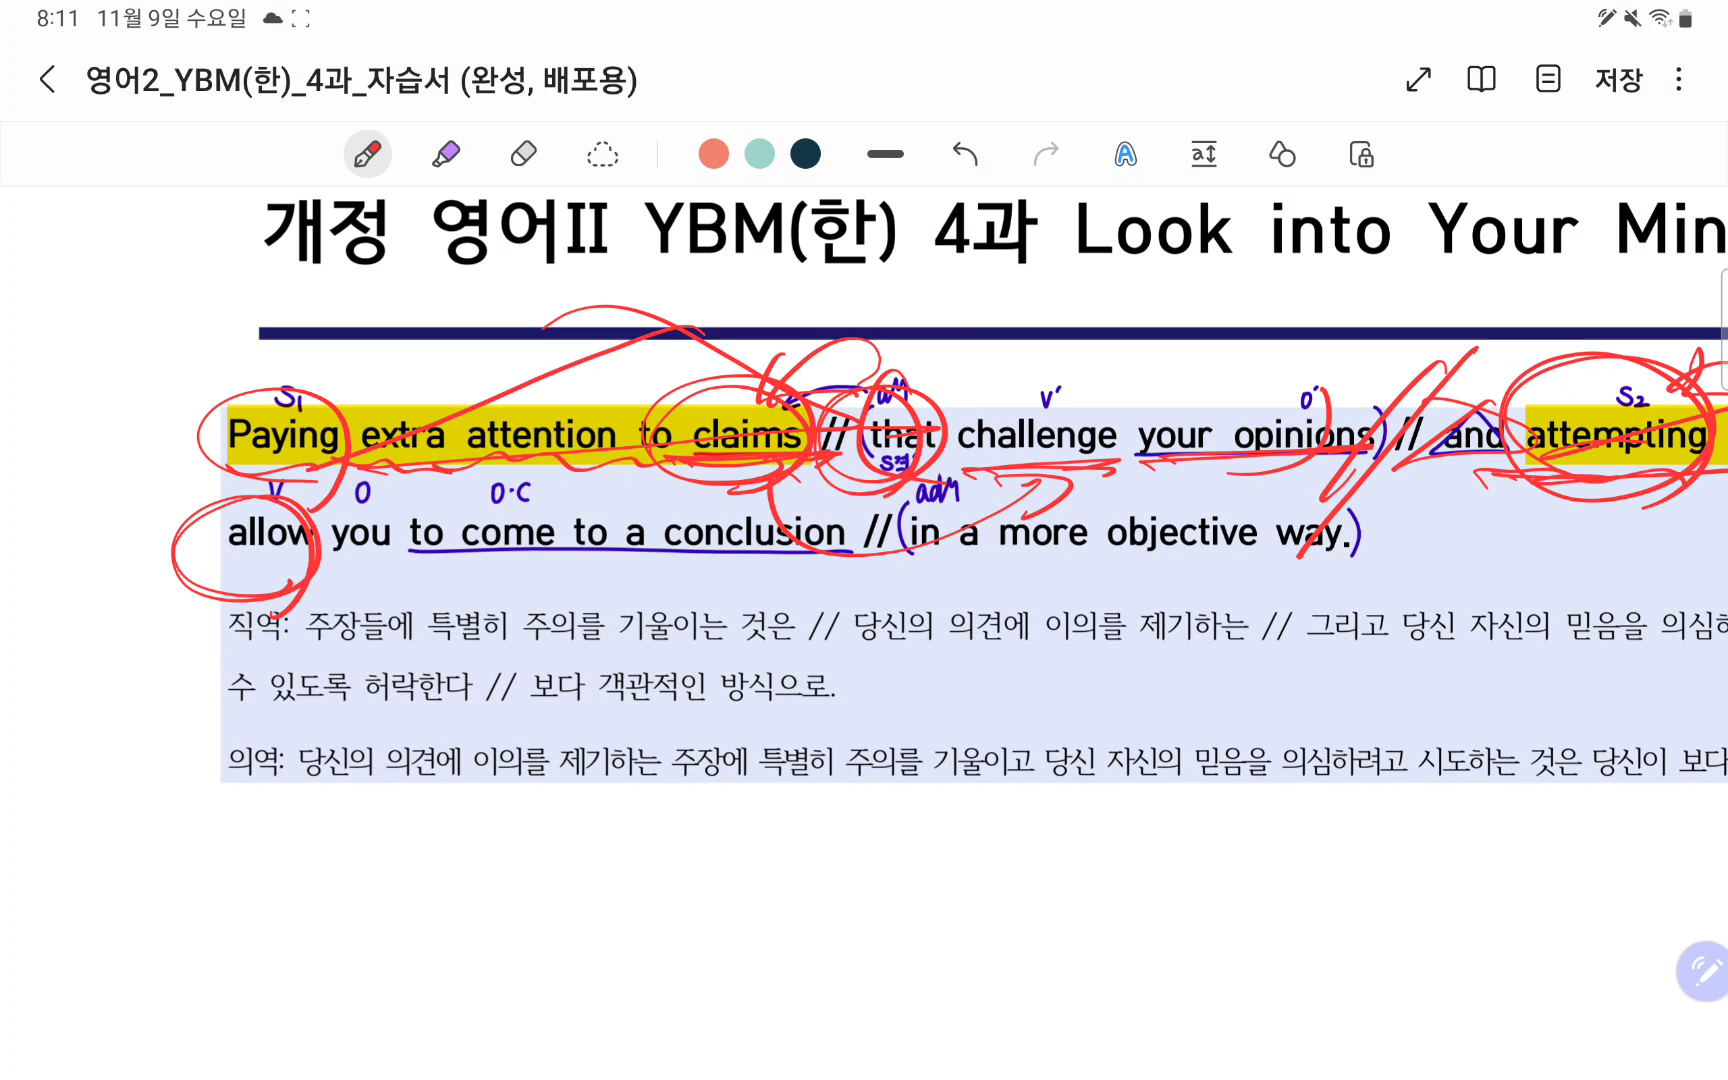 8:11 11월 9일 수요일
영어2_YBM(한)_4과_자습서 (완성, 배포용)
저장
개정 영어II YBM(한) 4과 Look into Your Min
S₁ V' O' S₂
Paying extra attention to claims // (that challenge your opinions) // and attempting
V O O·C adM
allow you to come to a conclusion // (in a more objective way.)
직역: 주장들에 특별히 주의를 기울이는 것은 // 당신의 의견에 이의를 제기하는 // 그리고 당신 자신의 믿음을 의심하
수 있도록 허락한다 // 보다 객관적인 방식으로.
의역: 당신의 의견에 이의를 제기하는 주장에 특별히 주의를 기울이고 당신 자신의 믿음을 의심하려고 시도하는 것은 당신이 보다